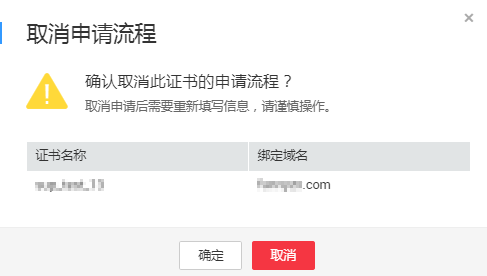 取消申请流程
确认取消此证书的申请流程？
取消申请后需要重新填写信息，请谨慎操作。
证书名称 绑定域名
.com
确定 取消